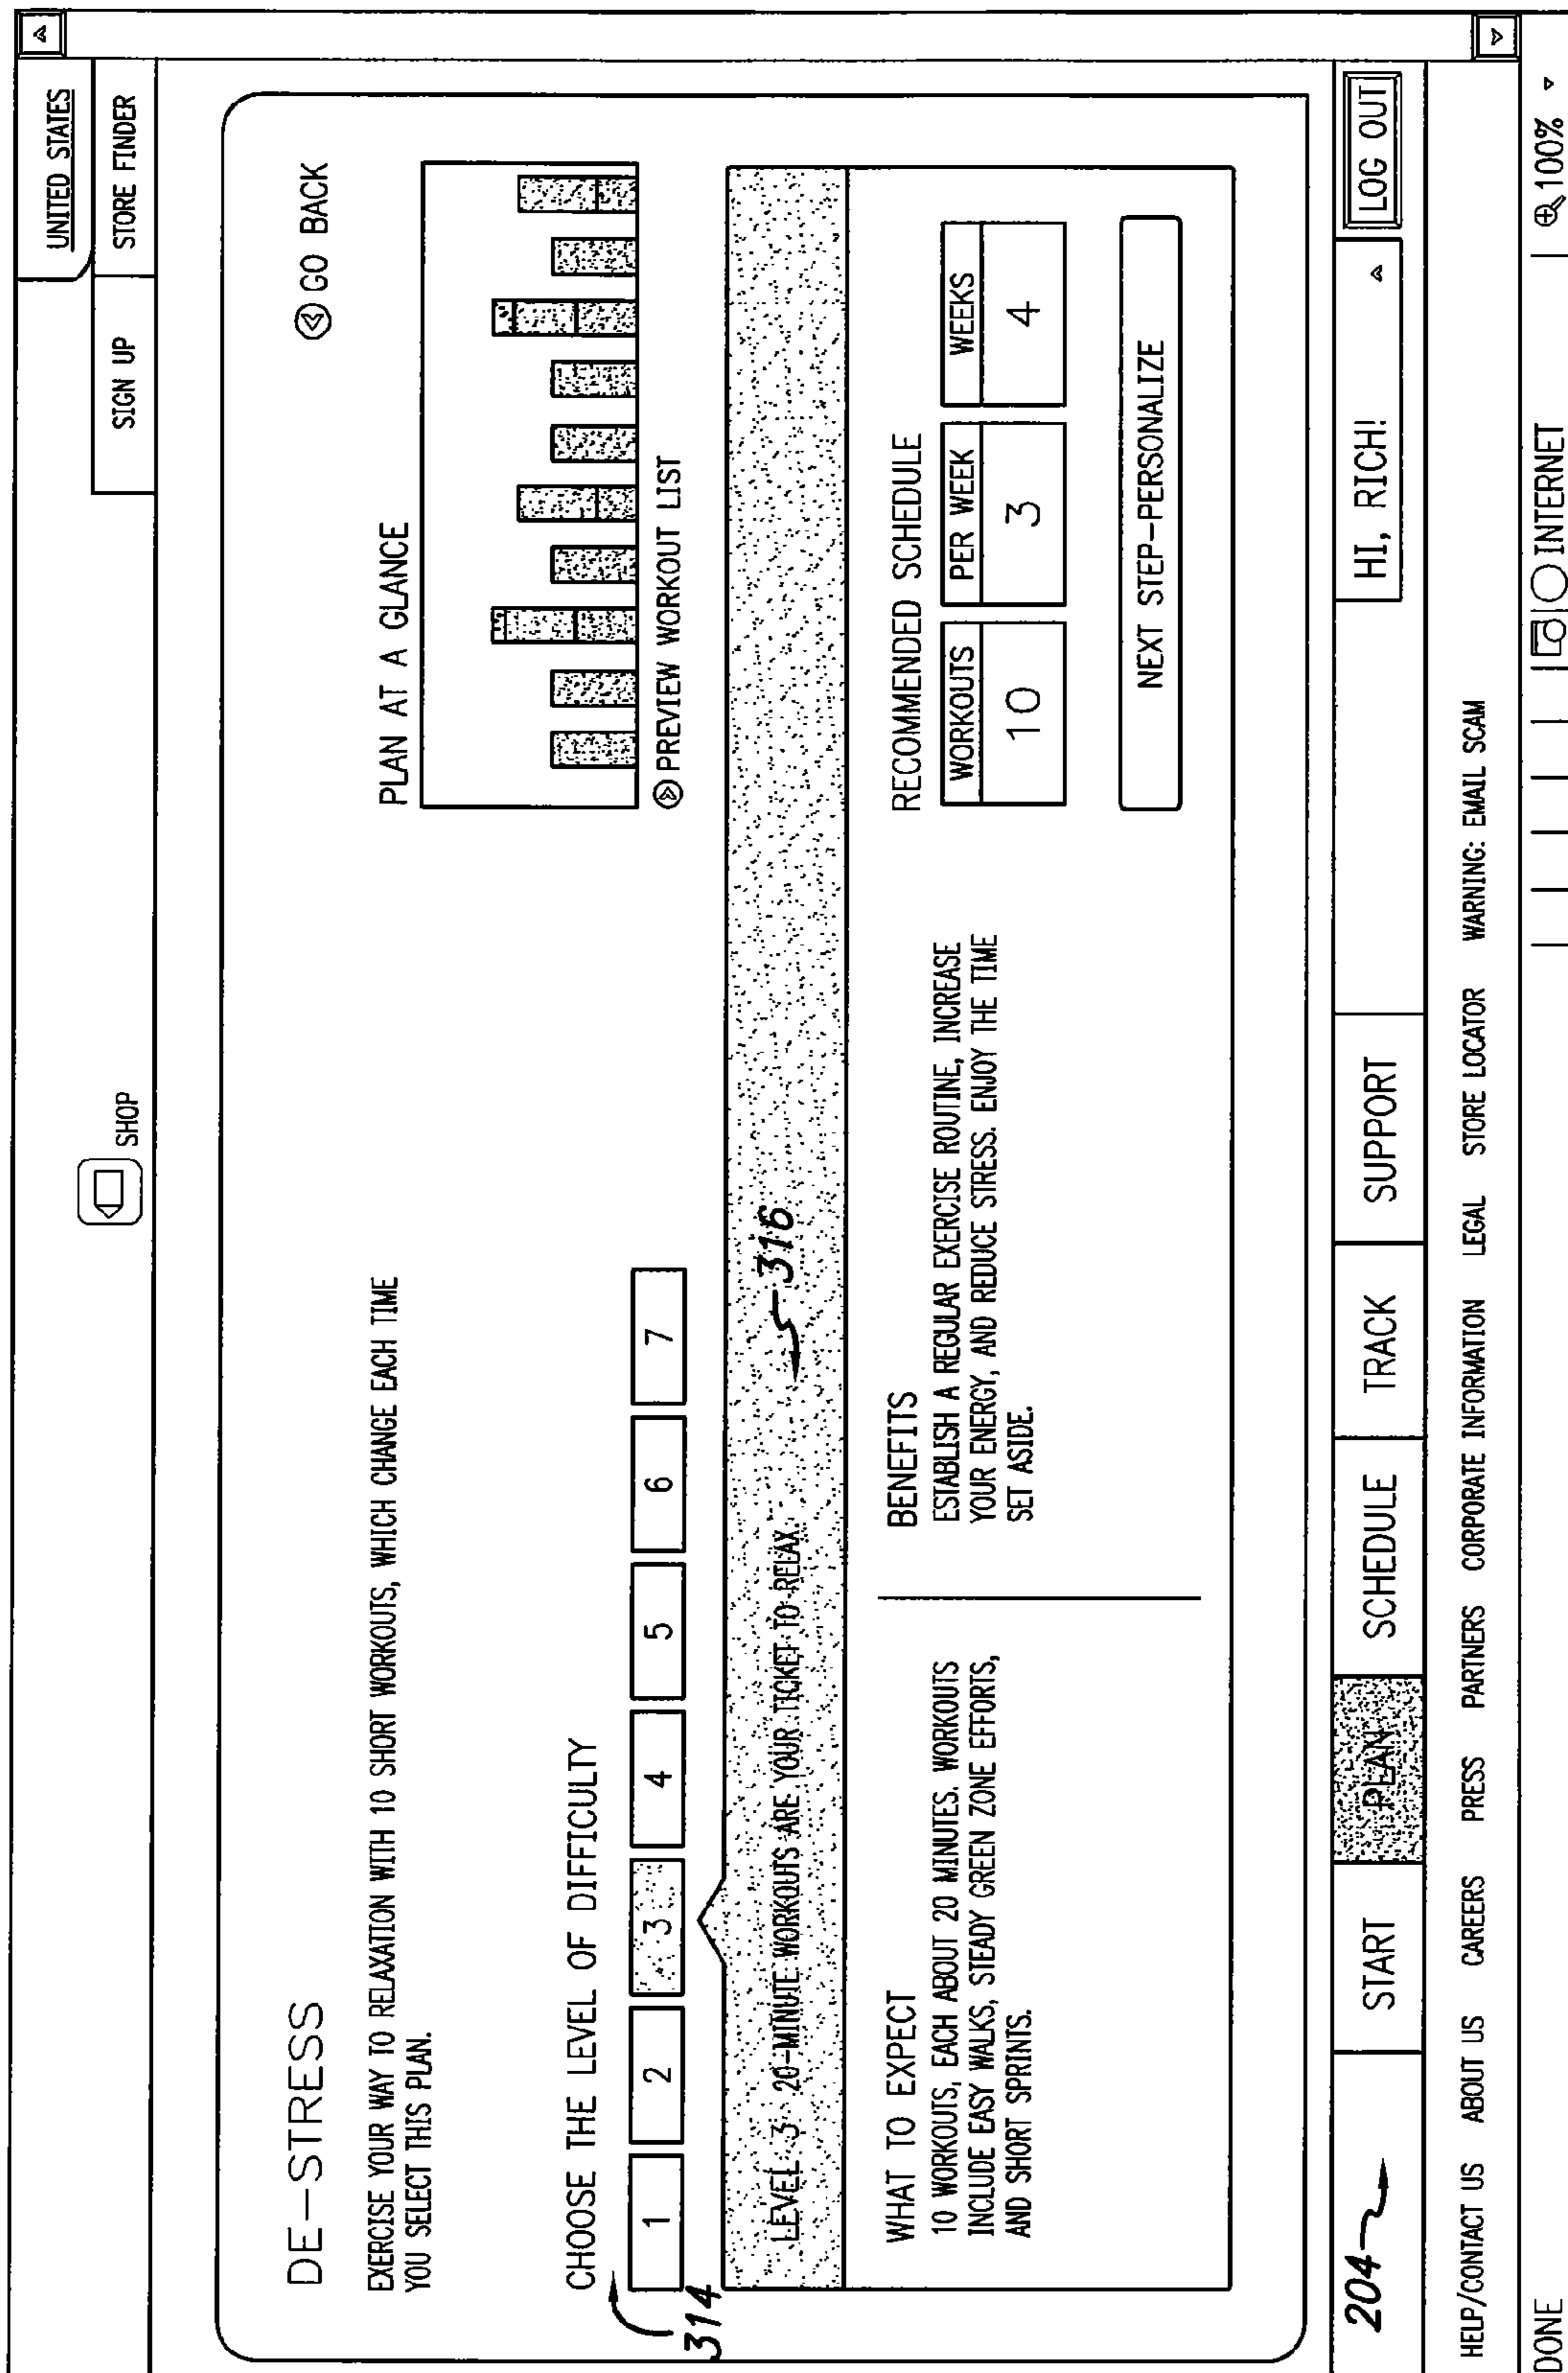 UNITED STATES
SHOP
SIGN UP
STORE FINDER
DE-STRESS
GO BACK
EXERCISE YOUR WAY TO RELAXATION WITH 10 SHORT WORKOUTS, WHICH CHANGE EACH TIME
YOU SELECT THIS PLAN.
PLAN AT A GLANCE
CHOOSE THE LEVEL OF DIFFICULTY
314
1 2 3 4 5 6 7
PREVIEW WORKOUT LIST
LEVEL 3 20-MINUTE WORKOUTS ARE YOUR TICKET TO RELAX.
316
WHAT TO EXPECT
10 WORKOUTS, EACH ABOUT 20 MINUTES. WORKOUTS
INCLUDE EASY WALKS, STEADY GREEN ZONE EFFORTS,
AND SHORT SPRINTS.
BENEFITS
ESTABLISH A REGULAR EXERCISE ROUTINE, INCREASE
YOUR ENERGY, AND REDUCE STRESS. ENJOY THE TIME
SET ASIDE.
RECOMMENDED SCHEDULE
WORKOUTS PER WEEK WEEKS
10 3 4
NEXT STEP-PERSONALIZE
204
START PLAN SCHEDULE TRACK SUPPORT
HI, RICH!
LOG OUT
HELP/CONTACT US ABOUT US CAREERS PRESS PARTNERS CORPORATE INFORMATION LEGAL STORE LOCATOR WARNING: EMAIL SCAM
DONE
INTERNET
100%